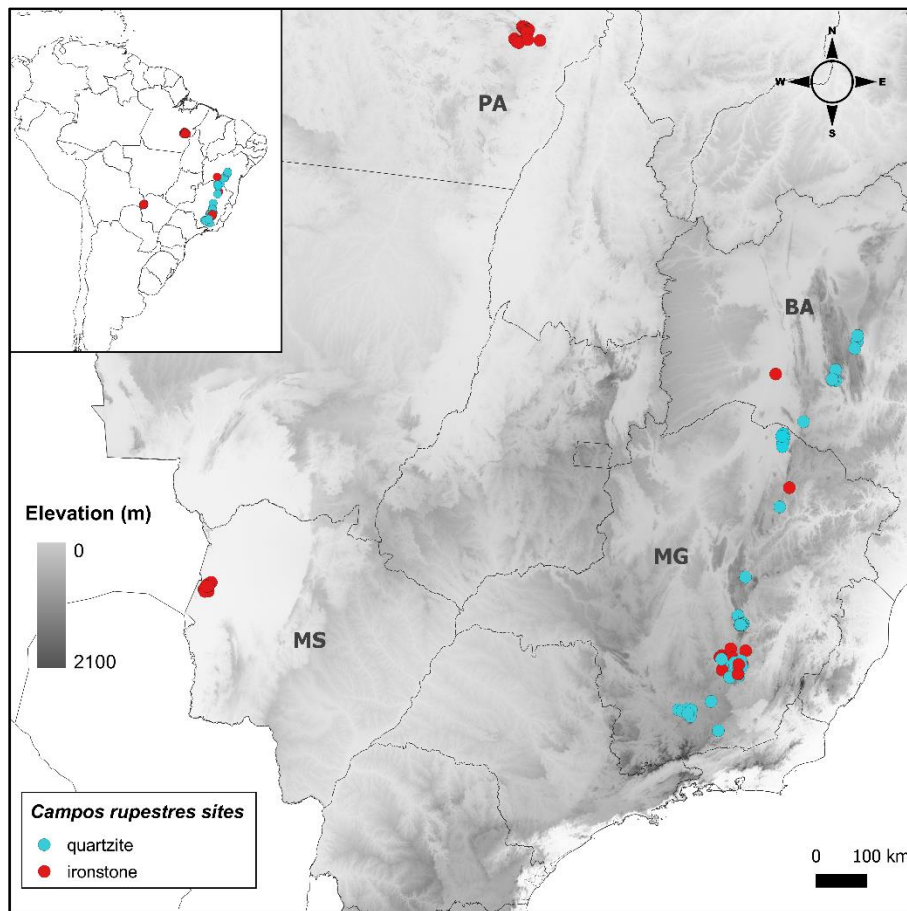 N
W E
S
PA
BA
Elevation (m)
0
2100
MG
MS
Campos rupestres sites
quartzite
ironstone
0 100 km